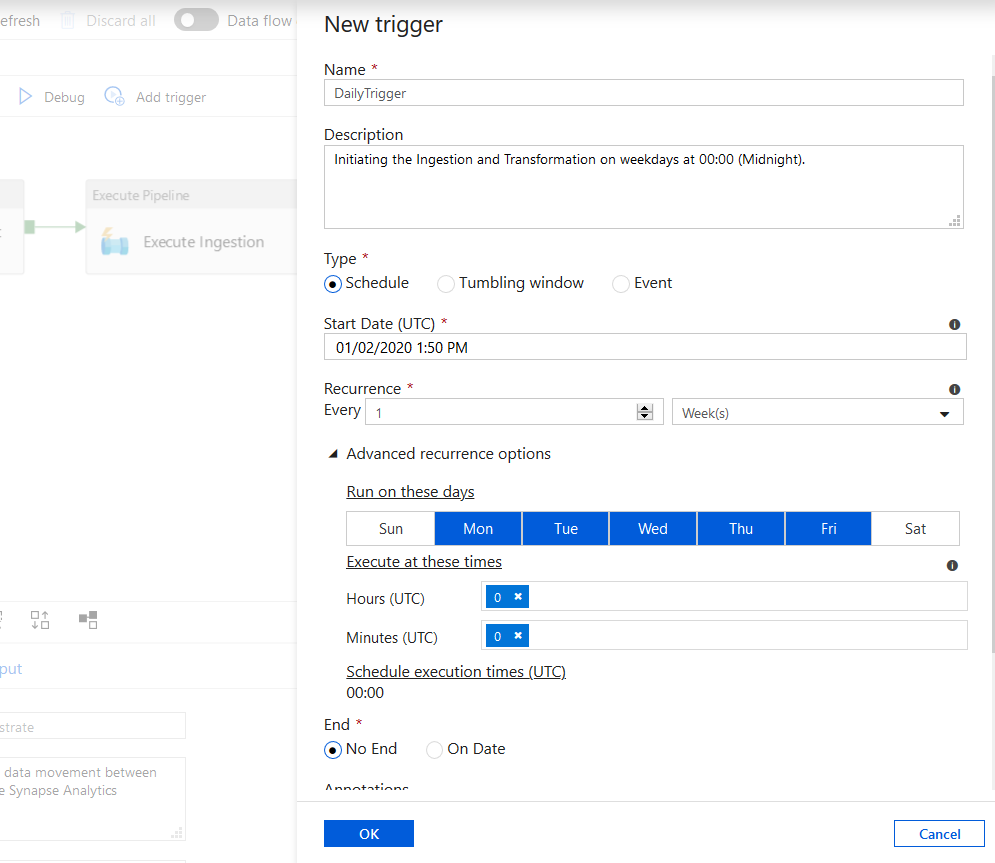 efresh
Discard all
Data flow
Debug
Add trigger
Execute Pipeline
Execute Ingestion
put
strate
data movement between
e Synapse Analytics
New trigger
Name *
DailyTrigger
Description
Initiating the Ingestion and Transformation on weekdays at 00:00 (Midnight).
Type *
Schedule
Tumbling window
Event
Start Date (UTC) *
01/02/2020 1:50 PM
Recurrence *
Every
1
Week(s)
Advanced recurrence options
Run on these days
Sun Mon Tue Wed Thu Fri Sat
Execute at these times
Hours (UTC)
0
Minutes (UTC)
0
Schedule execution times (UTC)
00:00
End *
No End
On Date
Annotations
OK
Cancel